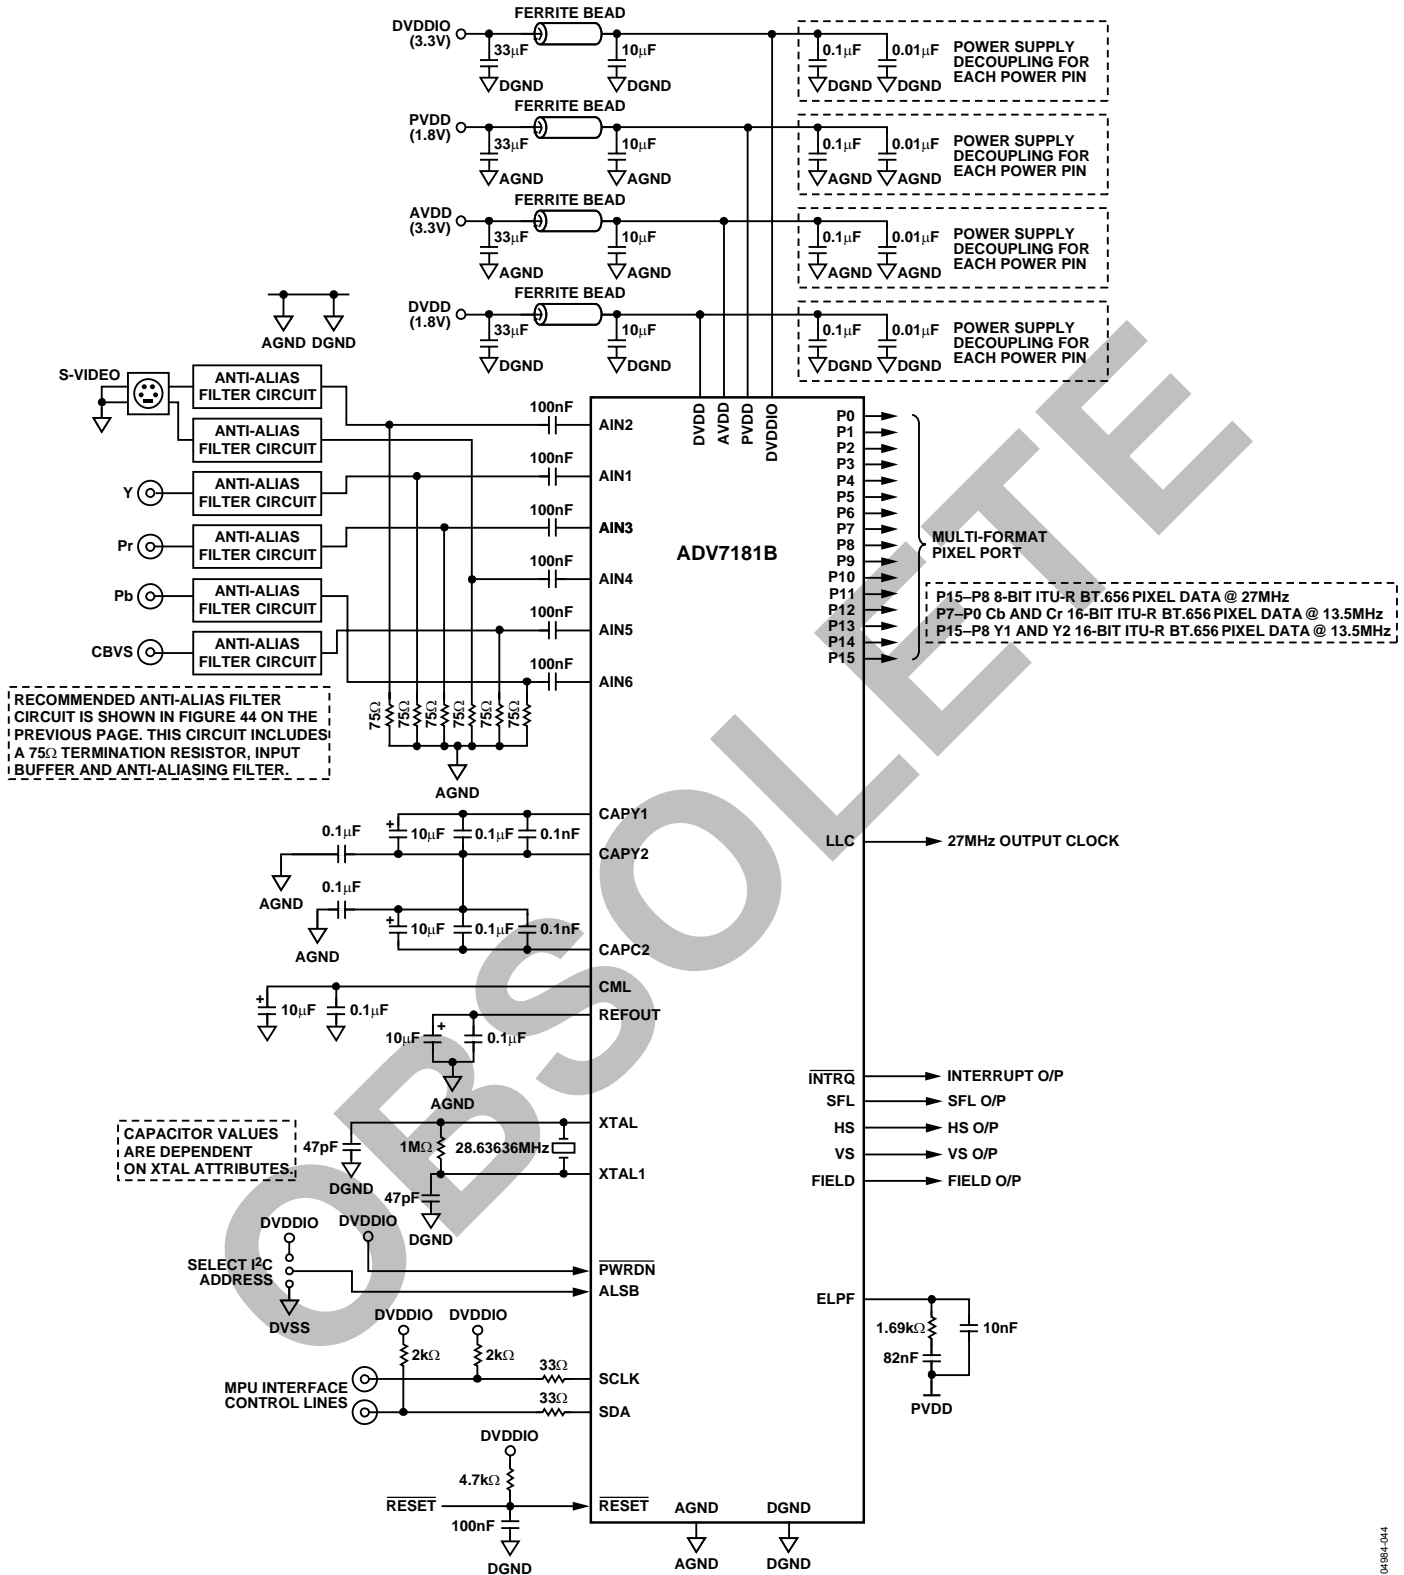 FERRITE BEAD
DVDDIO
(3.3V)
33µF
10µF
0.1µF
0.01µF
POWER SUPPLY
DECOUPLING FOR
EACH POWER PIN
DGND
DGND
DGND
DGND
FERRITE BEAD
PVDD
(1.8V)
33µF
10µF
0.1µF
0.01µF
POWER SUPPLY
DECOUPLING FOR
EACH POWER PIN
AGND
AGND
AGND
AGND
FERRITE BEAD
AVDD
(3.3V)
33µF
10µF
0.1µF
0.01µF
POWER SUPPLY
DECOUPLING FOR
EACH POWER PIN
AGND
AGND
AGND
AGND
FERRITE BEAD
DVDD
(1.8V)
33µF
10µF
0.1µF
0.01µF
POWER SUPPLY
DECOUPLING FOR
EACH POWER PIN
DGND
DGND
DGND
DGND
AGND DGND
S-VIDEO
ANTI-ALIAS
FILTER CIRCUIT
ANTI-ALIAS
FILTER CIRCUIT
Y
ANTI-ALIAS
FILTER CIRCUIT
Pr
ANTI-ALIAS
FILTER CIRCUIT
Pb
ANTI-ALIAS
FILTER CIRCUIT
CBVS
ANTI-ALIAS
FILTER CIRCUIT
RECOMMENDED ANTI-ALIAS FILTER
CIRCUIT IS SHOWN IN FIGURE 44 ON THE
PREVIOUS PAGE. THIS CIRCUIT INCLUDES
A 75Ω TERMINATION RESISTOR, INPUT
BUFFER AND ANTI-ALIASING FILTER.
100nF
AIN2
100nF
AIN1
100nF
AIN3
100nF
AIN4
100nF
AIN5
100nF
AIN6
75Ω
75Ω
75Ω
75Ω
75Ω
75Ω
AGND
DVDD
AVDD
PVDD
DVDDIO
ADV7181B
P0
P1
P2
P3
P4
P5
P6
P7
P8
P9
P10
P11
P12
P13
P14
P15
MULTI-FORMAT
PIXEL PORT
P15–P8 8-BIT ITU-R BT.656 PIXEL DATA @ 27MHz
P7–P0 Cb AND Cr 16-BIT ITU-R BT.656 PIXEL DATA @ 13.5MHz
P15–P8 Y1 AND Y2 16-BIT ITU-R BT.656 PIXEL DATA @ 13.5MHz
CAPY1
0.1µF
+
10µF
0.1µF
0.1nF
CAPY2
AGND
0.1µF
+
10µF
0.1µF
0.1nF
AGND
CAPC2
LLC
27MHz OUTPUT CLOCK
CML
+
10µF
0.1µF
REFOUT
10µF
+
0.1µF
AGND
INTRQ
INTERRUPT O/P
SFL
SFL O/P
HS
HS O/P
VS
VS O/P
FIELD
FIELD O/P
CAPACITOR VALUES
ARE DEPENDENT
ON XTAL ATTRIBUTES.
XTAL
47pF
1MΩ
28.63636MHz
DGND
XTAL1
47pF
DGND
DVDDIO
DVDDIO
SELECT I2C
ADDRESS
DVSS
PWRDN
ALSB
ELPF
1.69kΩ
10nF
82nF
PVDD
DVDDIO
DVDDIO
2kΩ
2kΩ
MPU INTERFACE
CONTROL LINES
33Ω
SCLK
33Ω
SDA
DVDDIO
4.7kΩ
RESET
RESET
100nF
DGND
AGND
DGND
AGND
DGND
OBSOLETE
04984-044